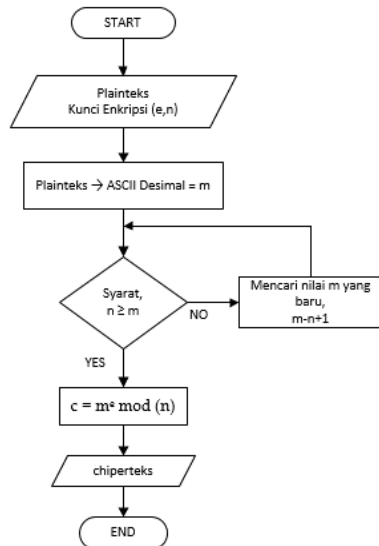 START
Plainteks
Kunci Enkripsi (e,n)
Plainteks → ASCII Desimal = m
Syarat,
n ≥ m
NO
Mencari nilai m yang
baru,
m-n+1
YES
c = mᵉ mod (n)
chiperteks
END